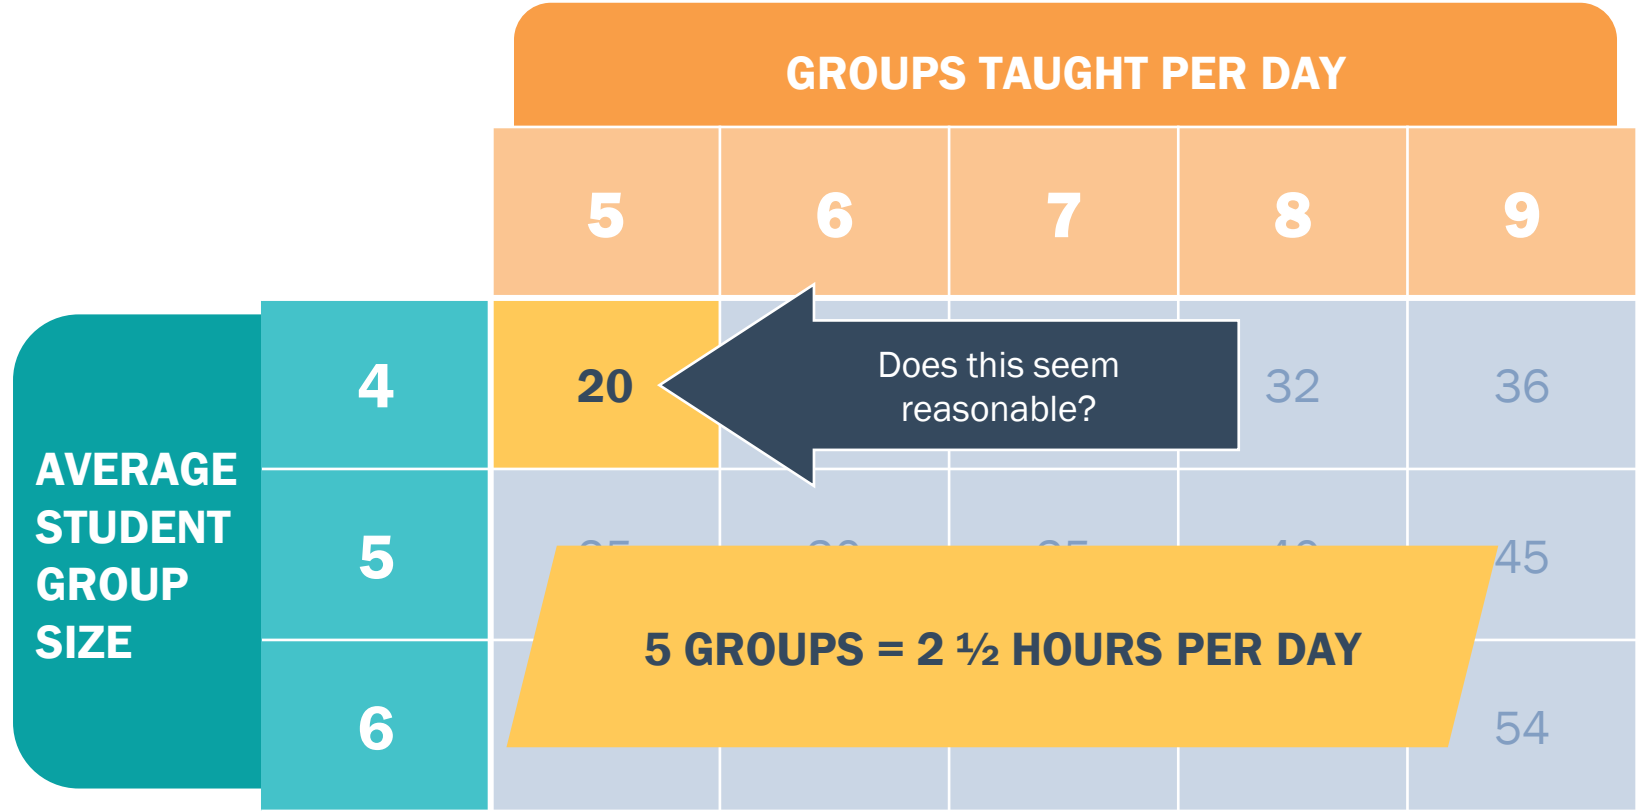 GROUPS TAUGHT PER DAY
5 6 7 8 9
4 20 Does this seem reasonable? 32 36
AVERAGE
STUDENT
GROUP
SIZE
5 45
5 GROUPS = 2 ½ HOURS PER DAY
6 54